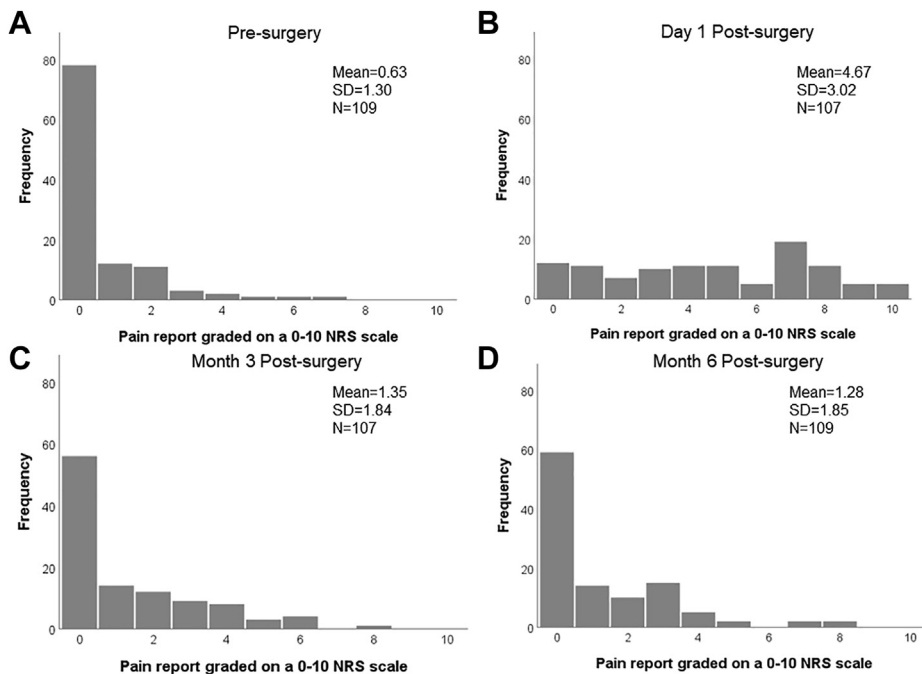 A
Pre-surgery
Mean=0.63
SD=1.30
N=109
80
60
40
20
0
Frequency
0 2 4 6 8 10
Pain report graded on a 0-10 NRS scale
B
Day 1 Post-surgery
Mean=4.67
SD=3.02
N=107
80
60
40
20
0
Frequency
0 2 4 6 8 10
Pain report graded on a 0-10 NRS scale
C
Month 3 Post-surgery
Mean=1.35
SD=1.84
N=107
80
60
40
20
0
Frequency
0 2 4 6 8 10
Pain report graded on a 0-10 NRS scale
D
Month 6 Post-surgery
Mean=1.28
SD=1.85
N=109
80
60
40
20
0
Frequency
0 2 4 6 8 10
Pain report graded on a 0-10 NRS scale